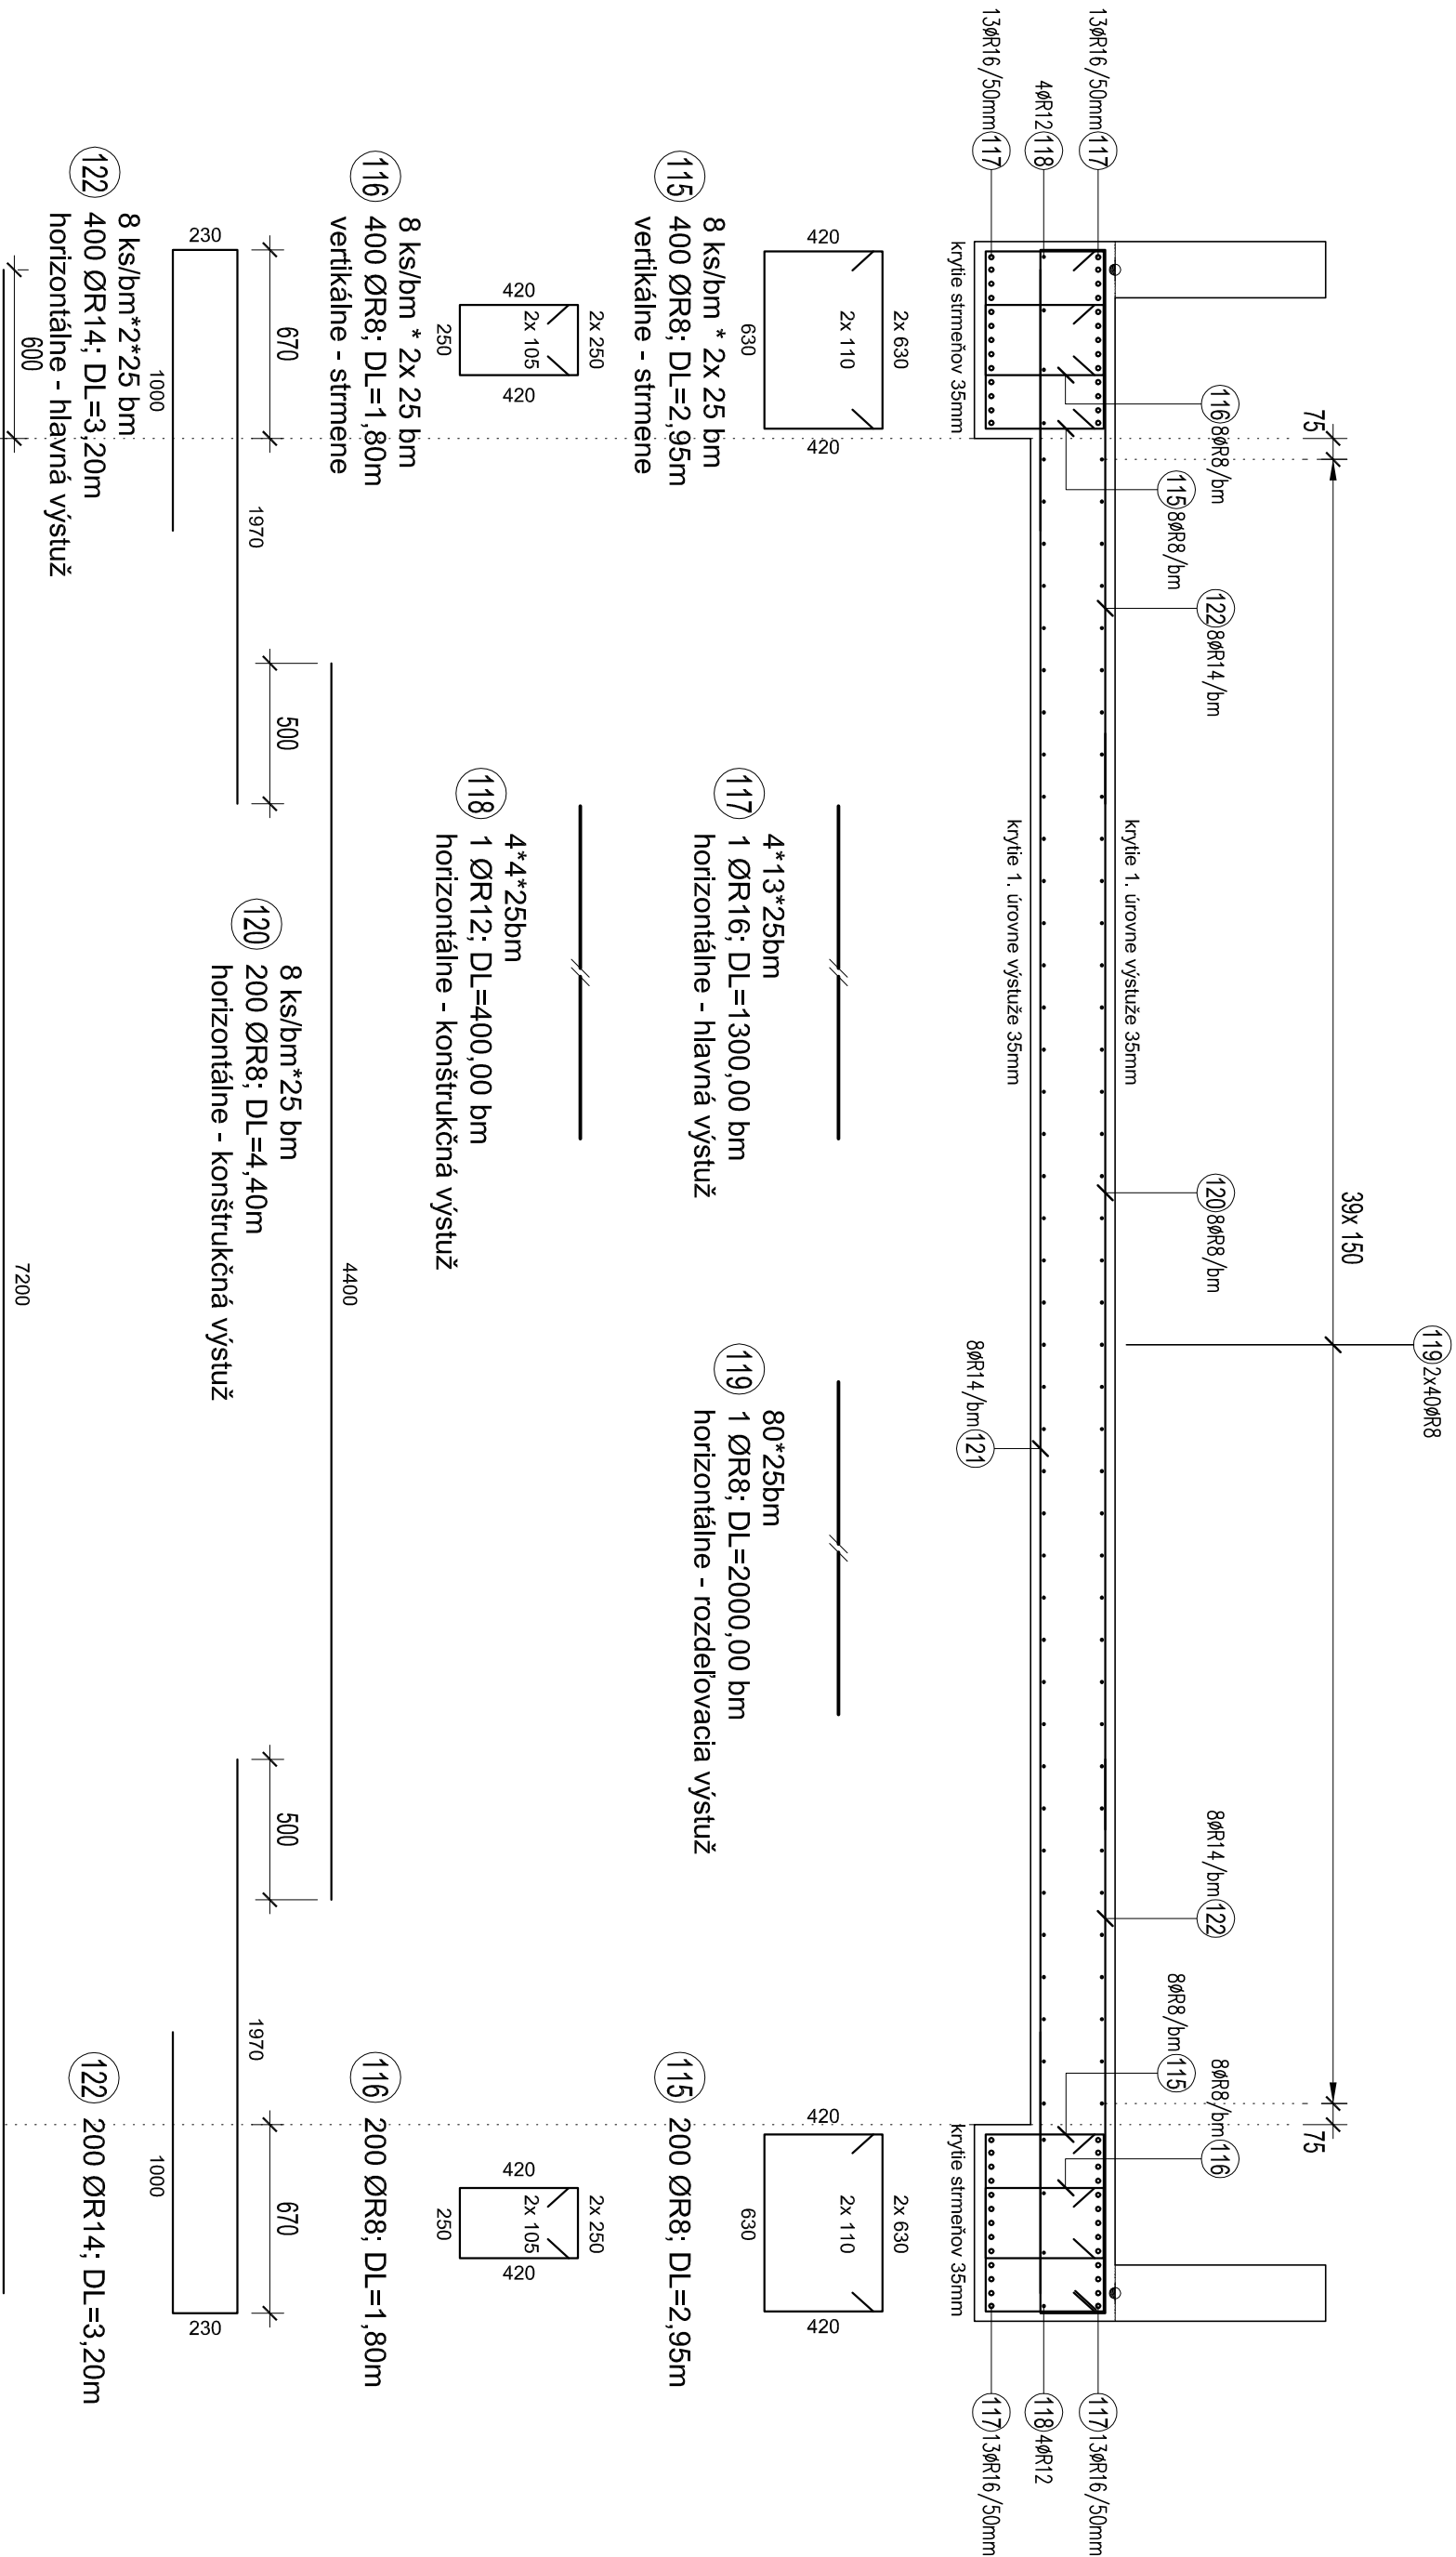 119 2x40øR8
39x 150
75
75
116 8øR8/bm
115 8øR8/bm
122 8øR14/bm
120 8øR8/bm
8øR14/bm 122
8øR8/bm 115
8øR8/bm 116
13øR16/50mm 117
4øR12 118
13øR16/50mm 117
117 13øR16/50mm
118 4øR12
117 13øR16/50mm
krytie 1. úrovne výstuže 35mm
krytie 1. úrovne výstuže 35mm
8øR14/bm 121
krytie strmeňov 35mm
krytie strmeňov 35mm
2x 630
420
2x 110
420
630
2x 630
420
2x 110
420
630
115
8 ks/bm * 2x 25 bm
400 ØR8; DL=2,95m
vertikálne - strmene
117
4*13*25bm
1 ØR16; DL=1300,00 bm
horizontálne - hlavná výstuž
119
80*25bm
1 ØR8; DL=2000,00 bm
horizontálne - rozdeľovacia výstuž
115 200 ØR8; DL=2,95m
2x 250
420
2x 105
420
250
2x 250
420
2x 105
420
250
116
8 ks/bm * 2x 25 bm
400 ØR8; DL=1,80m
vertikálne - strmene
118
4*4*25bm
1 ØR12; DL=400,00 bm
horizontálne - konštrukčná výstuž
116 200 ØR8; DL=1,80m
4400
670
500
500
670
1970
1970
230
230
1000
1000
120
8 ks/bm*25 bm
200 ØR8; DL=4,40m
horizontálne - konštrukčná výstuž
122
8 ks/bm*2*25 bm
400 ØR14; DL=3,20m
horizontálne - hlavná výstuž
122 200 ØR14; DL=3,20m
600
7200